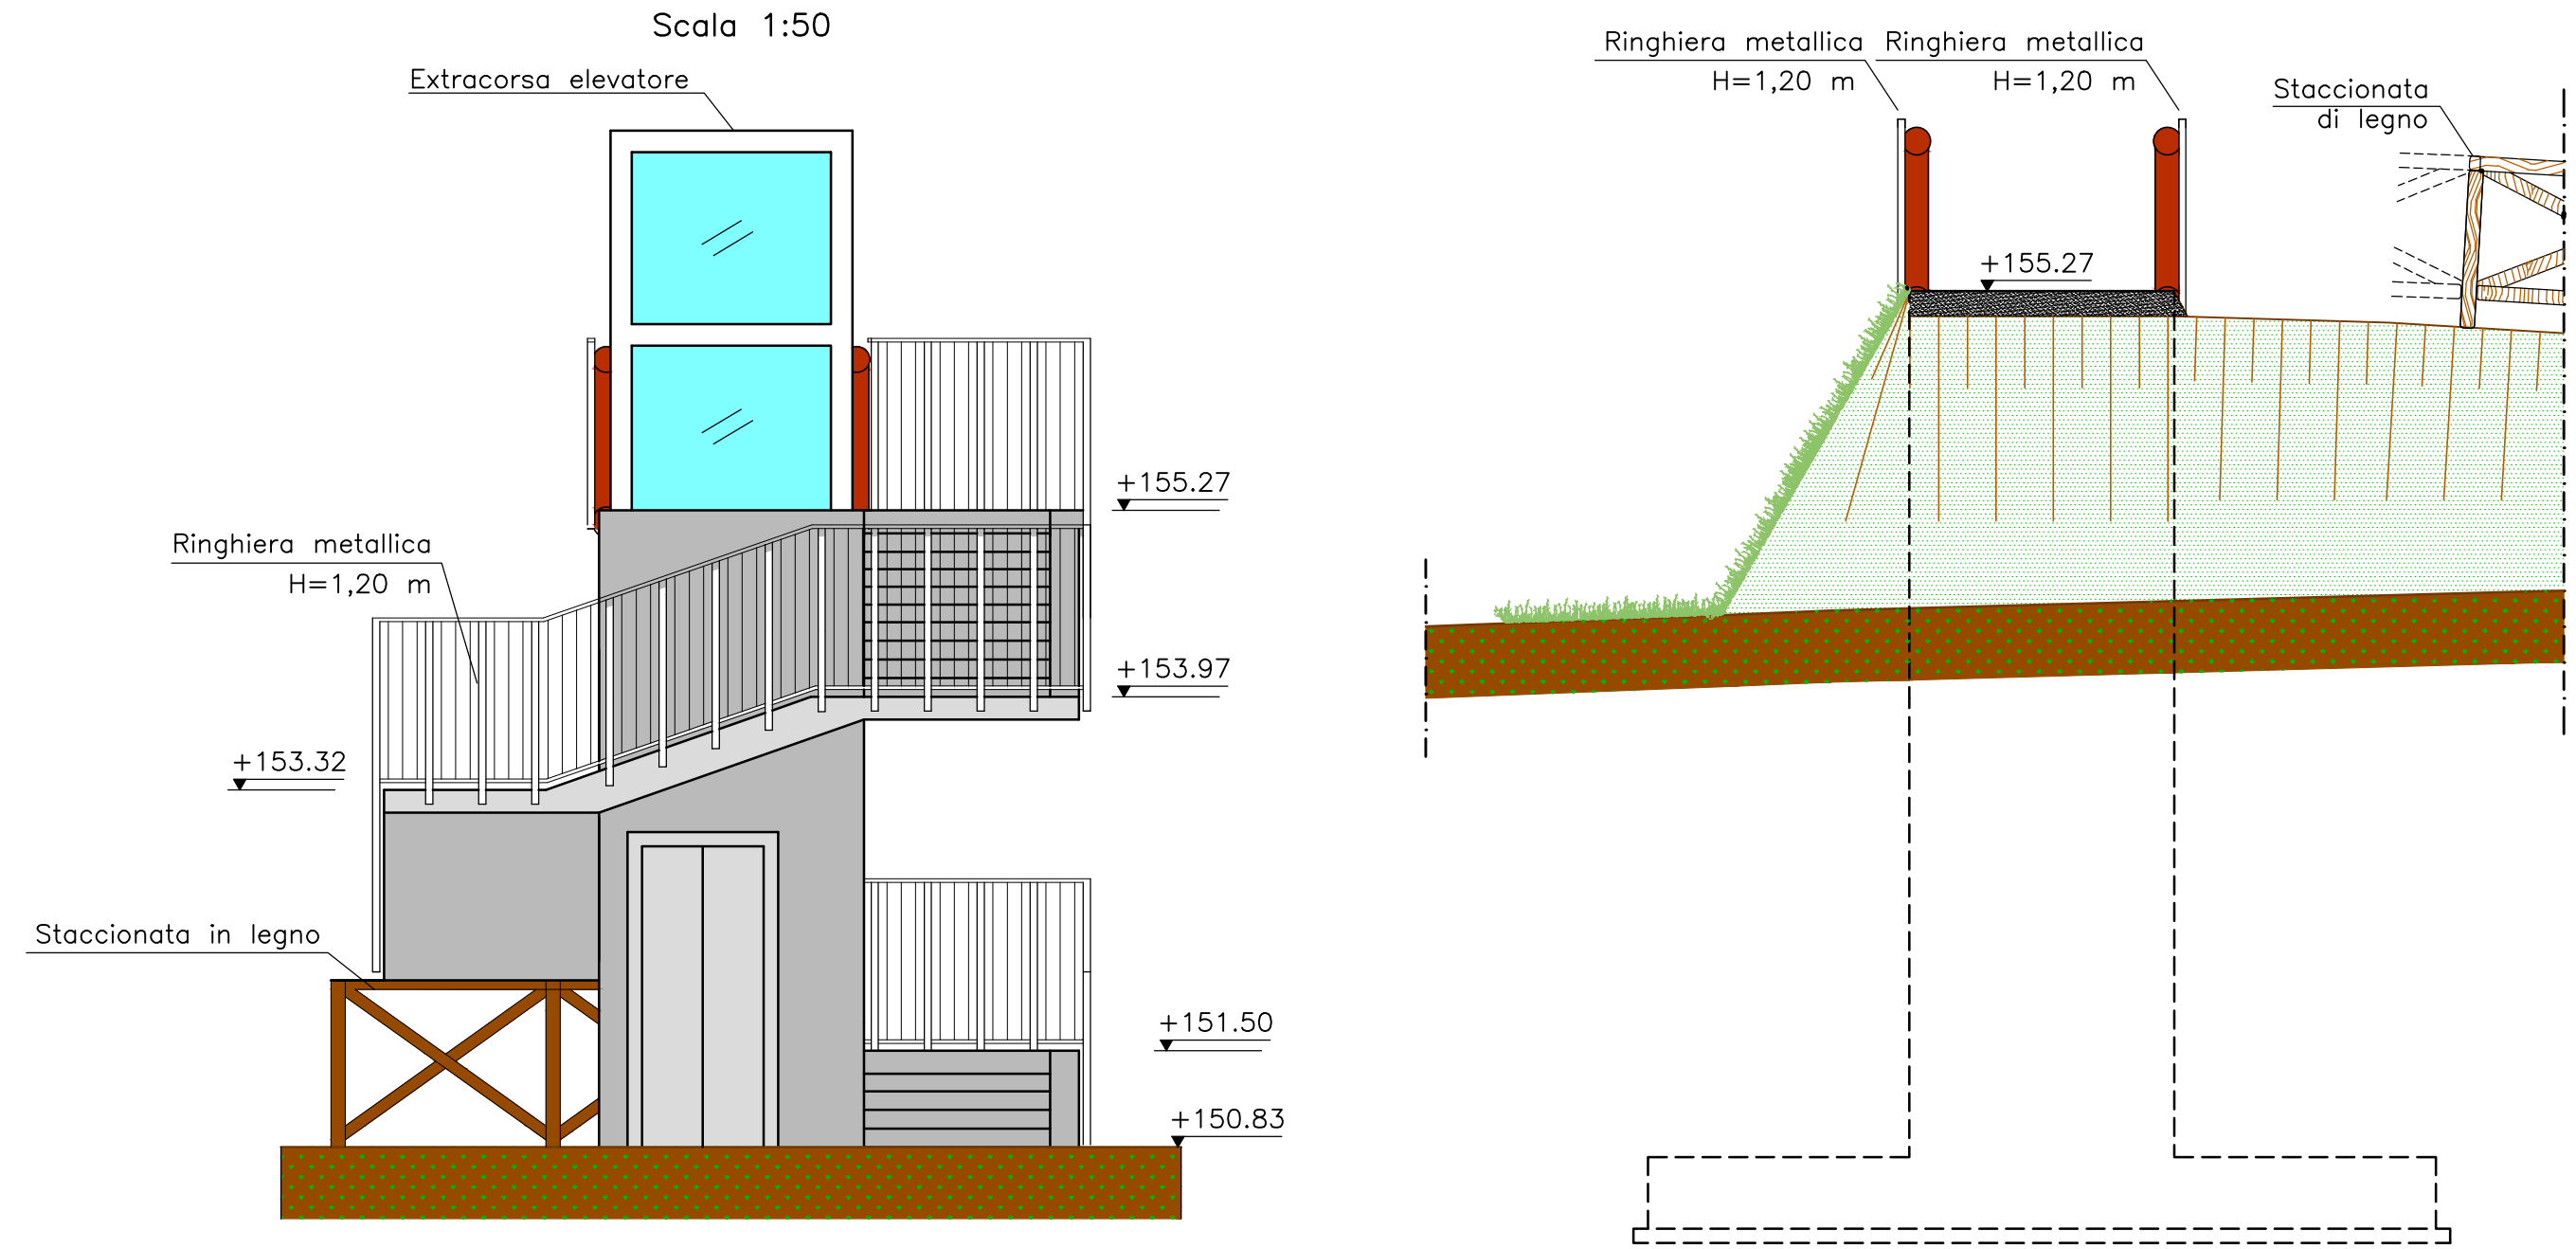 Scala 1:50
Extracorsa elevatore
Ringhiera metallica
H=1,20 m
+155.27
+153.97
+153.32
Staccionata in legno
+151.50
+150.83
Ringhiera metallica
H=1,20 m
Ringhiera metallica
H=1,20 m
Staccionata
di legno
+155.27